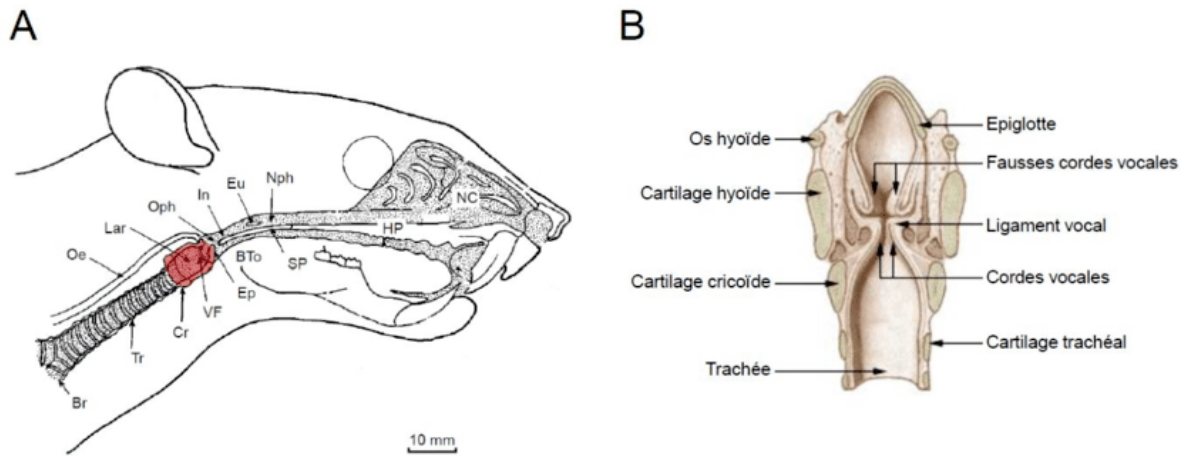 A
Eu
Nph
In
Oph
Lar
Oe
NC
HP
BTo
SP
Ep
VF
Cr
Tr
Br
10 mm
B
Os hyoïde
Cartilage hyoïde
Cartilage cricoïde
Trachée
Epiglotte
Fausses cordes vocales
Ligament vocal
Cordes vocales
Cartilage trachéal